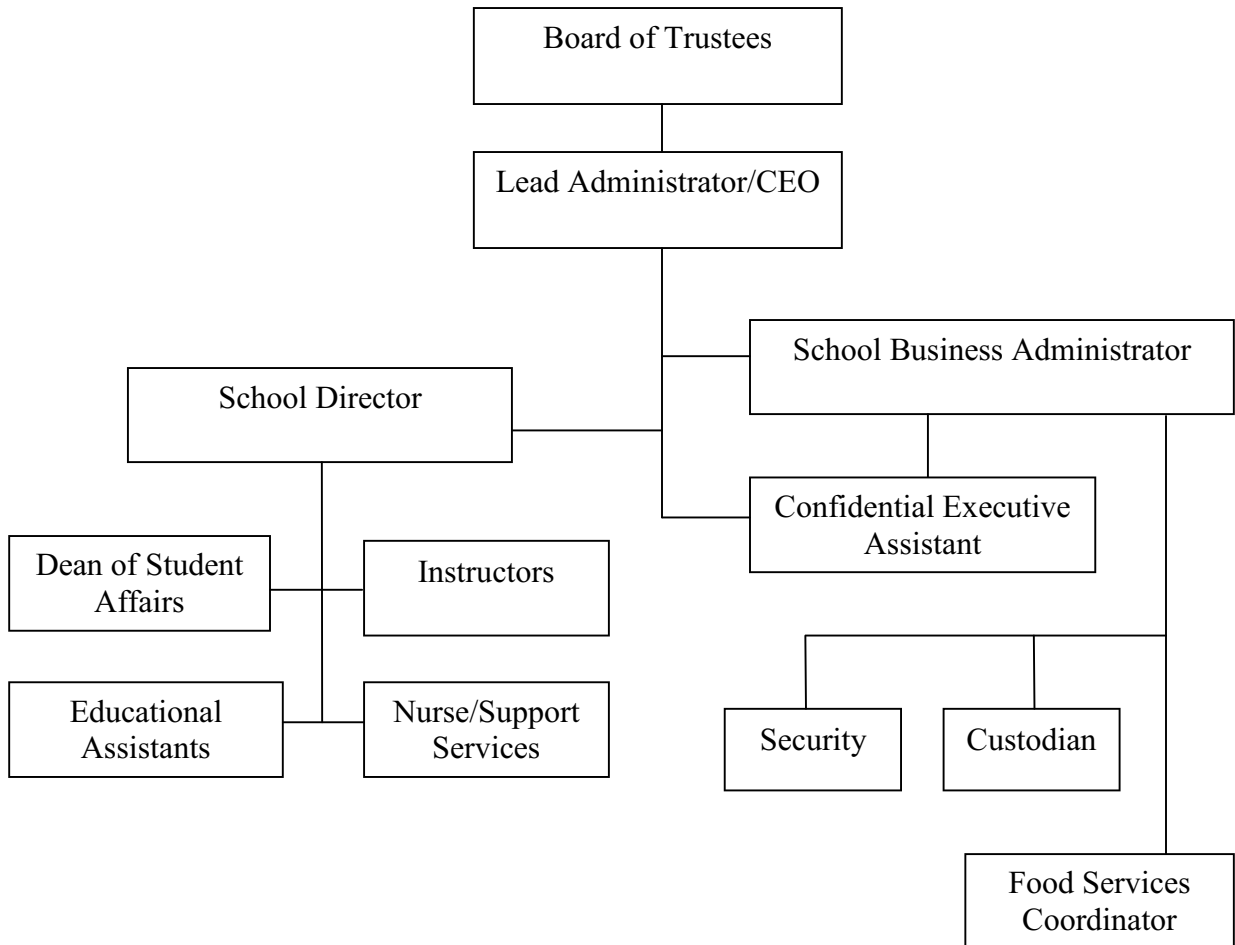 Board of Trustees
Lead Administrator/CEO
School Business Administrator
School Director
Confidential Executive
Assistant
Dean of Student
Affairs
Instructors
Educational
Assistants
Nurse/Support
Services
Security
Custodian
Food Services
Coordinator